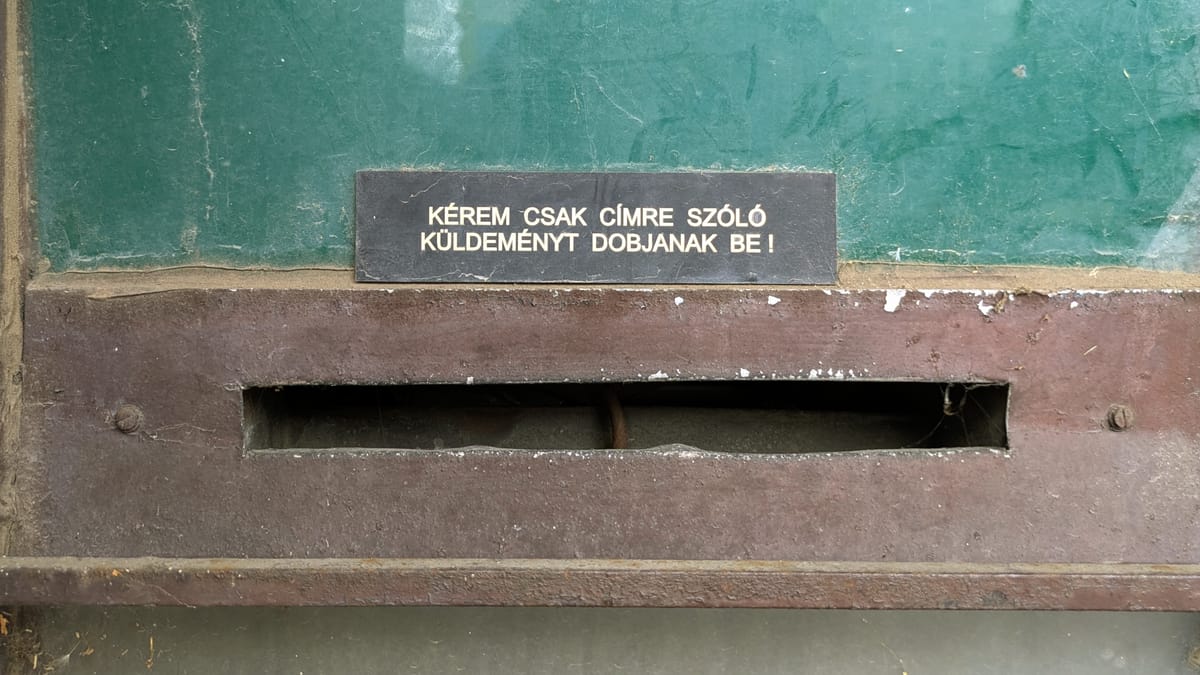 KÉREM CSAK CÍMRE SZÓLÓ
KÜLDEMÉNYT DOBJANAK BE !